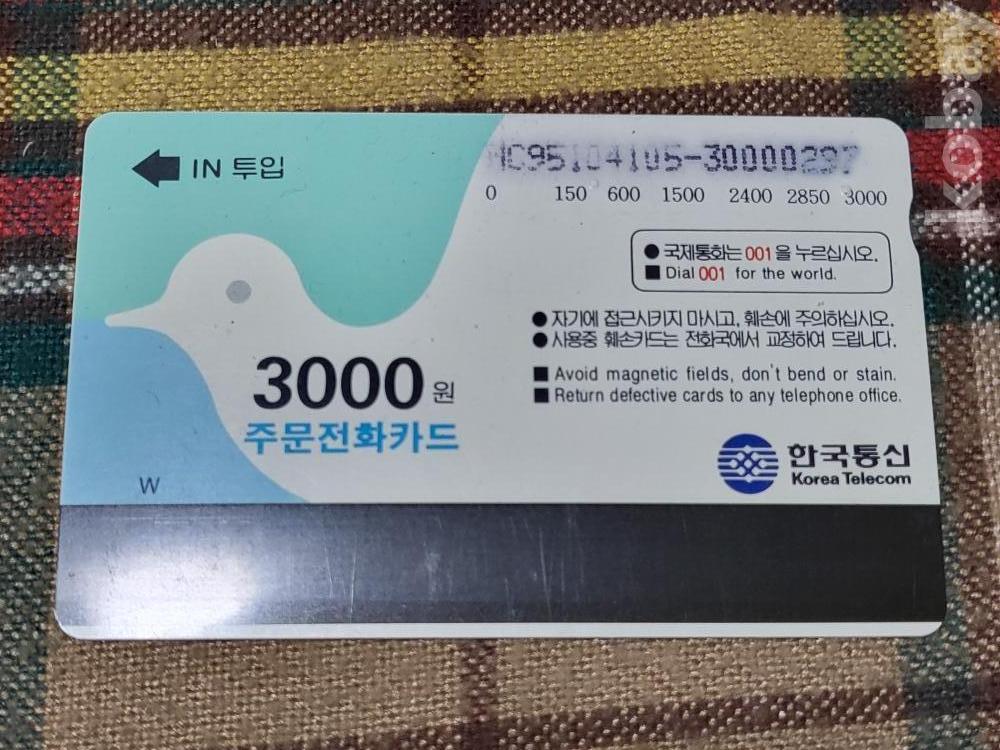 IN 투입
MC95104105-30000297
0 150 600 1500 2400 2850 3000
● 국제통화는 001 을 누르십시오.
■ Dial 001 for the world.
● 자기에 접근시키지 마시고, 훼손에 주의하십시오.
● 사용중 훼손카드는 전화국에서 교정하여 드립니다.
■ Avoid magnetic fields, don't bend or stain.
■ Return defective cards to any telephone office.
3000 원
주문전화카드
W
한국통신
Korea Telecom
kobay